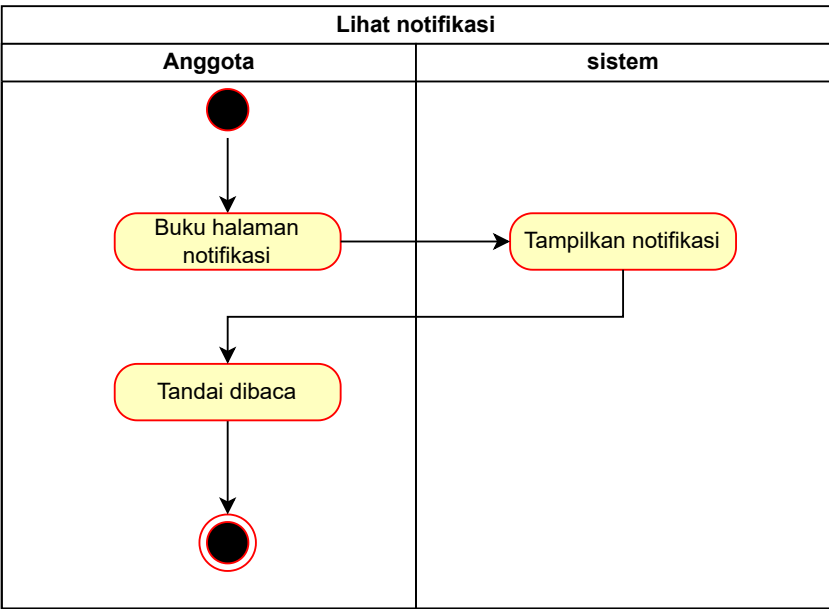 Lihat notifikasi
Anggota
sistem
Buku halaman
notifikasi
Tampilkan notifikasi
Tandai dibaca